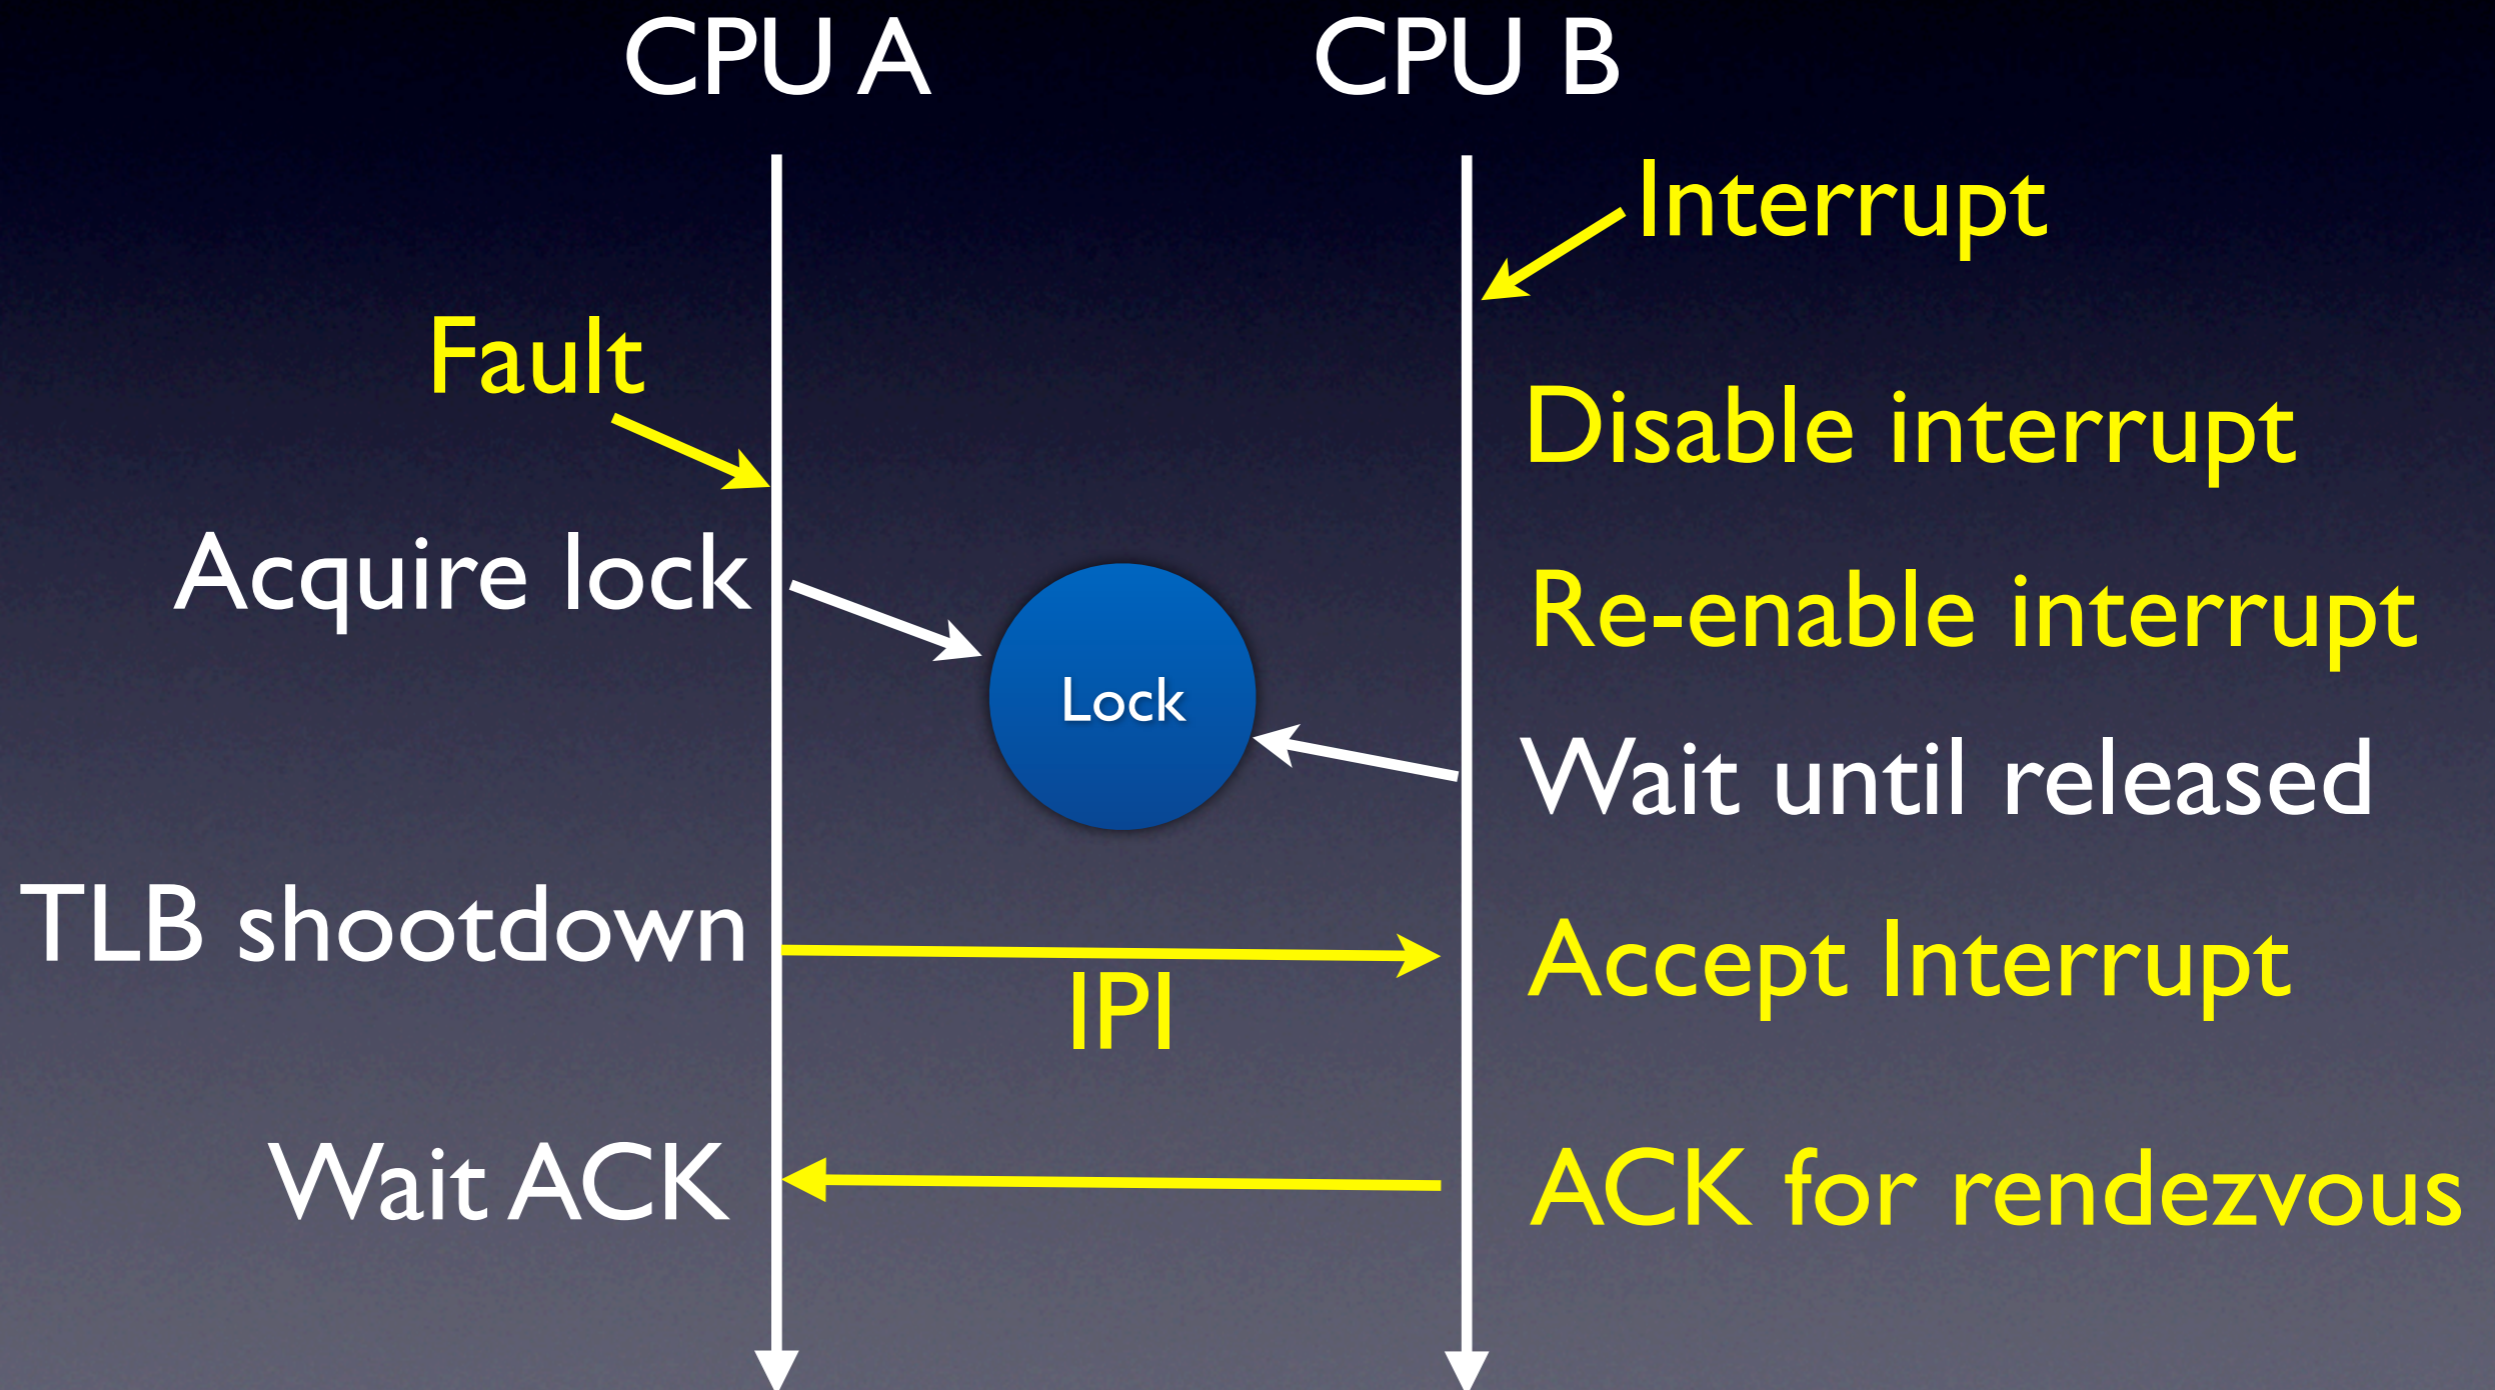 CPU A
CPU B
Interrupt
Fault
Disable interrupt
Acquire lock
Re-enable interrupt
Lock
Wait until released
TLB shootdown
Accept Interrupt
IPI
Wait ACK
ACK for rendezvous